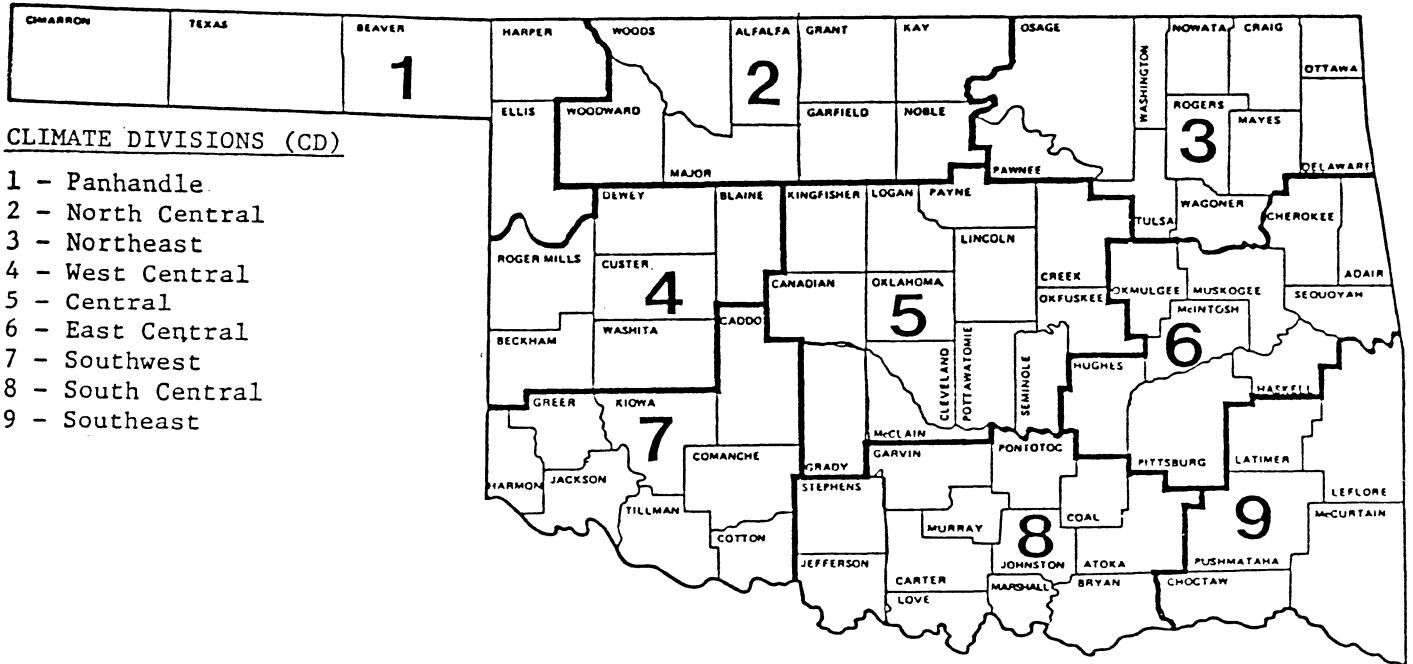 CIMARRON
TEXAS
BEAVER
1
HARPER
WOODS
ALFALFA
2
GRANT
KAY
OSAGE
WASHINGTON
NOWATA
CRAIG
OTTAWA
ELLIS
WOODWARD
GARFIELD
NOBLE
ROGERS
3
MAYES
MAJOR
PAWNEE
DELAWARE
CLIMATE DIVISIONS (CD)
1 - Panhandle
2 - North Central
3 - Northeast
4 - West Central
5 - Central
6 - East Central
7 - Southwest
8 - South Central
9 - Southeast
DEWEY
BLAINE
KINGFISHER
LOGAN
PAYNE
TULSA
WAGONER
CHEROKEE
ROGER MILLS
CUSTER
4
CANADIAN
OKLAHOMA
5
LINCOLN
CREEK
OKFUSKEE
OKMULGEE
MUSKOGEE
ADAIR
SEQUOYAH
McINTOSH
6
BECKHAM
WASHITA
CADDO
CLEVELAND
POTTAWATOMIE
SEMINOLE
HUGHES
HASKELL
GREER
KIOWA
7
McCLAIN
GARVIN
PONTOTOC
COMANCHE
GRADY
PITTSBURG
LATIMER
HARMON
JACKSON
STEPHENS
LEFLORE
TILLMAN
COTTON
MURRAY
8
COAL
9
McCURTAIN
JEFFERSON
JOHNSTON
ATOKA
PUSHMATAHA
CARTER
MARSHALL
BRYAN
CHOCTAW
LOVE